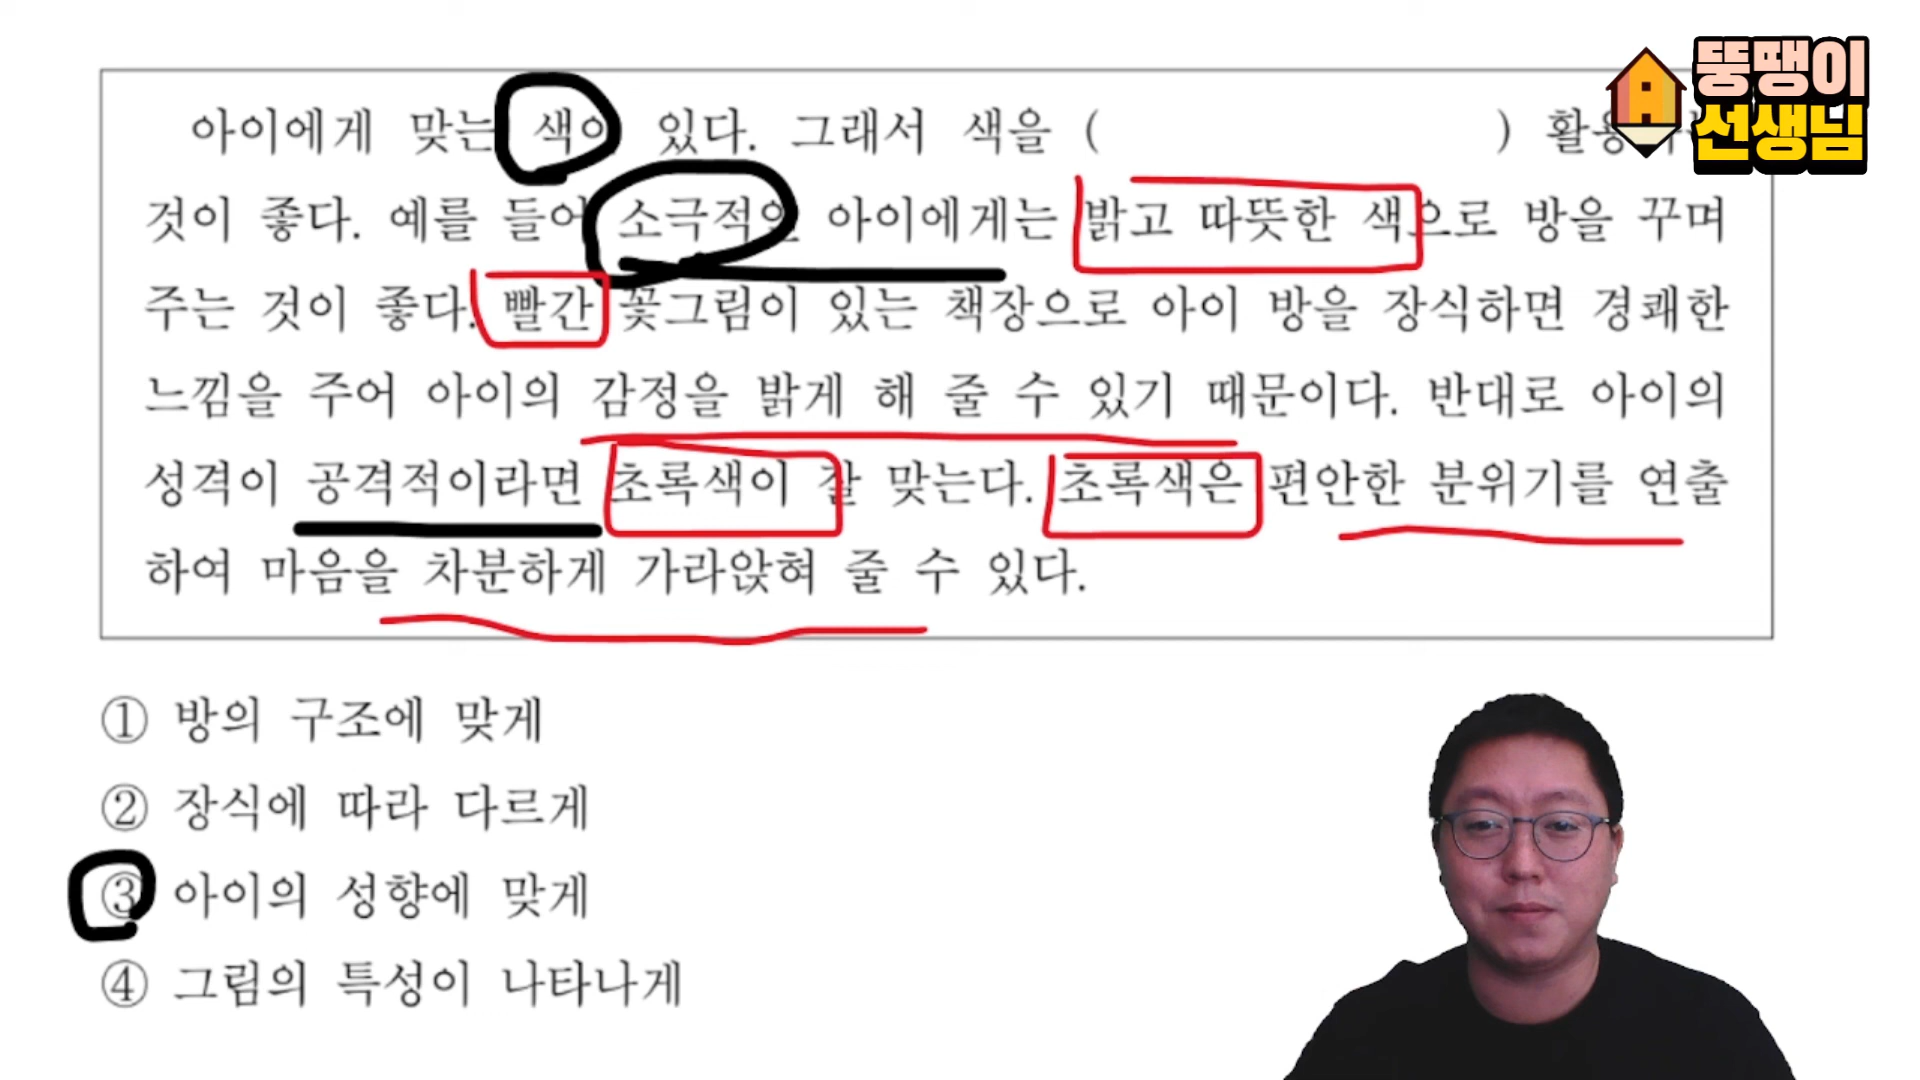 뚱땡이
선생님
아이에게 맞는 색이 있다. 그래서 색을 (                    ) 활
것이 좋다. 예를 들어 소극적인 아이에게는 밝고 따뜻한 색으로 방을 꾸며
주는 것이 좋다. 빨간 꽃그림이 있는 책장으로 아이 방을 장식하면 경쾌한
느낌을 주어 아이의 감정을 밝게 해 줄 수 있기 때문이다. 반대로 아이의
성격이 공격적이라면 초록색이 잘 맞는다. 초록색은 편안한 분위기를 연출
하여 마음을 차분하게 가라앉혀 줄 수 있다.
① 방의 구조에 맞게
② 장식에 따라 다르게
③ 아이의 성향에 맞게
④ 그림의 특성이 나타나게